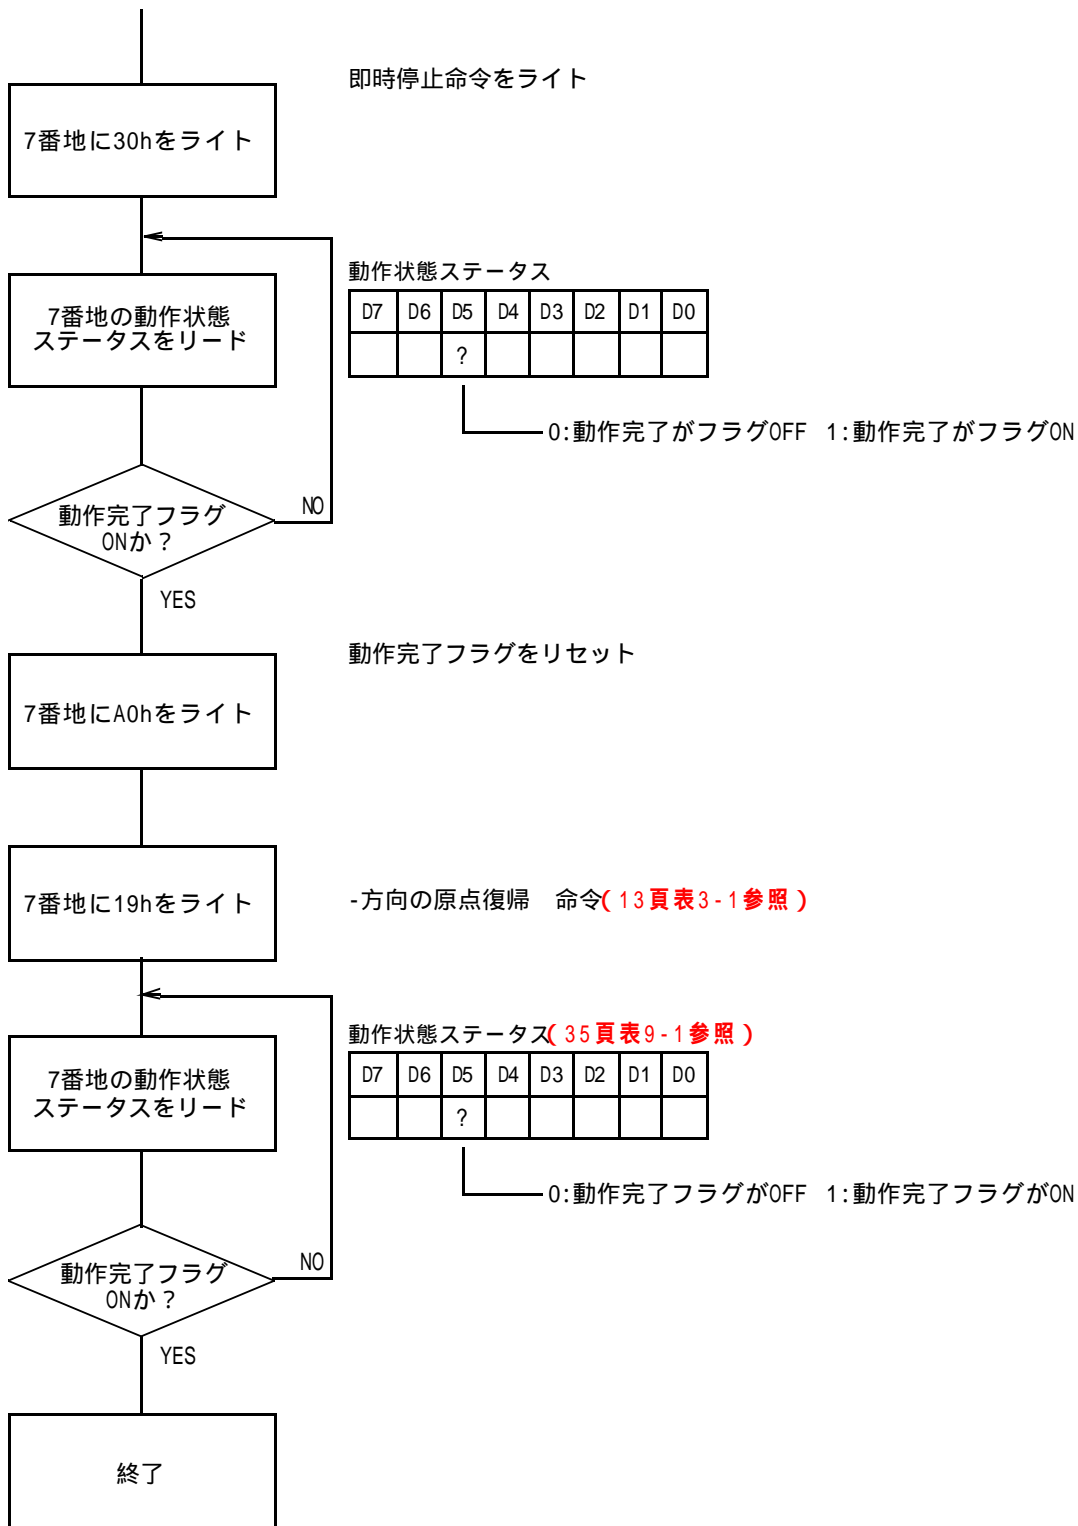 即時停止命令をライト
7番地に30hをライト
動作状態ステータス
7番地の動作状態
ステータスをリード
D7 D6 D5 D4 D3 D2 D1 D0
?
0:動作完了がフラグOFF 1:動作完了がフラグON
動作完了フラグ
ONか？
NO
YES
動作完了フラグをリセット
7番地にA0hをライト
7番地に19hをライト
-方向の原点復帰　命令(13頁表3-1参照)
動作状態ステータス(35頁表9-1参照)
7番地の動作状態
ステータスをリード
D7 D6 D5 D4 D3 D2 D1 D0
?
0:動作完了フラグがOFF 1:動作完了フラグがON
動作完了フラグ
ONか？
NO
YES
終了